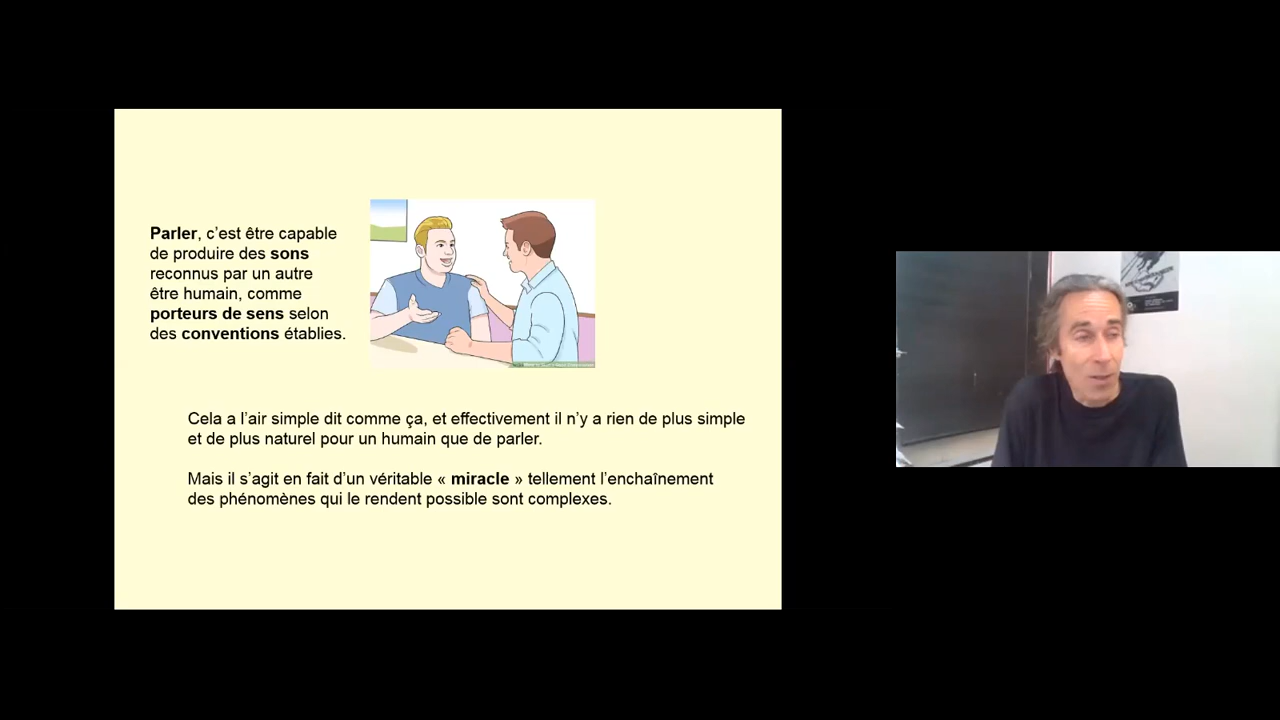 Parler, c’est être capable
de produire des sons
reconnus par un autre
être humain, comme
porteurs de sens selon
des conventions établies.
Cela a l’air simple dit comme ça, et effectivement il n’y a rien de plus simple
et de plus naturel pour un humain que de parler.
Mais il s’agit en fait d’un véritable « miracle » tellement l’enchaînement
des phénomènes qui le rendent possible sont complexes.